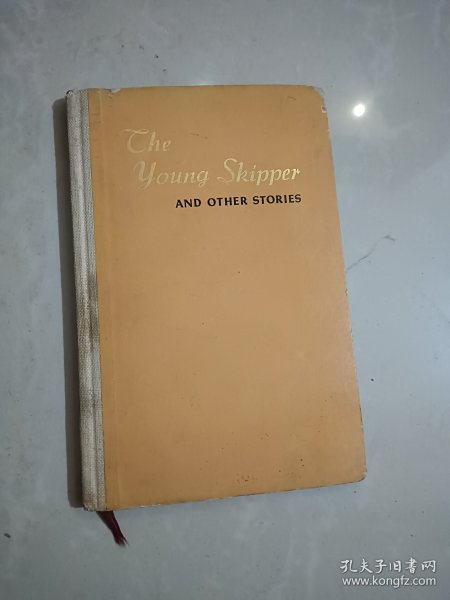 The
Young Skipper
AND OTHER STORIES
孔夫子旧书网
www.kongfz.com